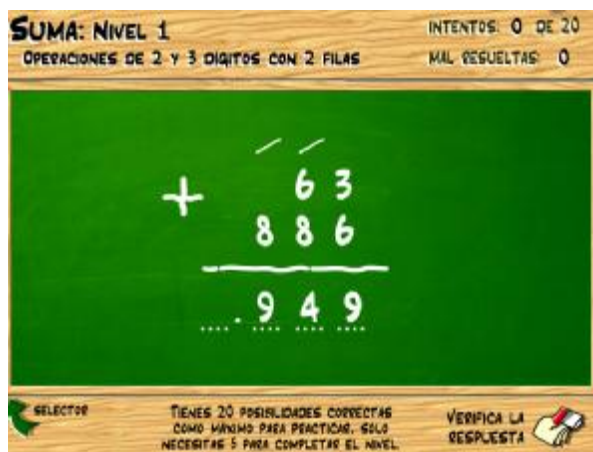 SUMA: NIVEL 1
OPERACIONES DE 2 Y 3 DIGITOS CON 2 FILAS
INTENTOS: 0 DE 20
MAL RESUELTAS: 0
+ 63
886
.949
SELECTOR
TIENES 20 POSIBILIDADES CORRECTAS
COMO MAXIMO PARA PRACTICAR, SOLO
NECESITAS 5 PARA COMPLETAR EL NIVEL.
VERIFICA LA
RESPUESTA